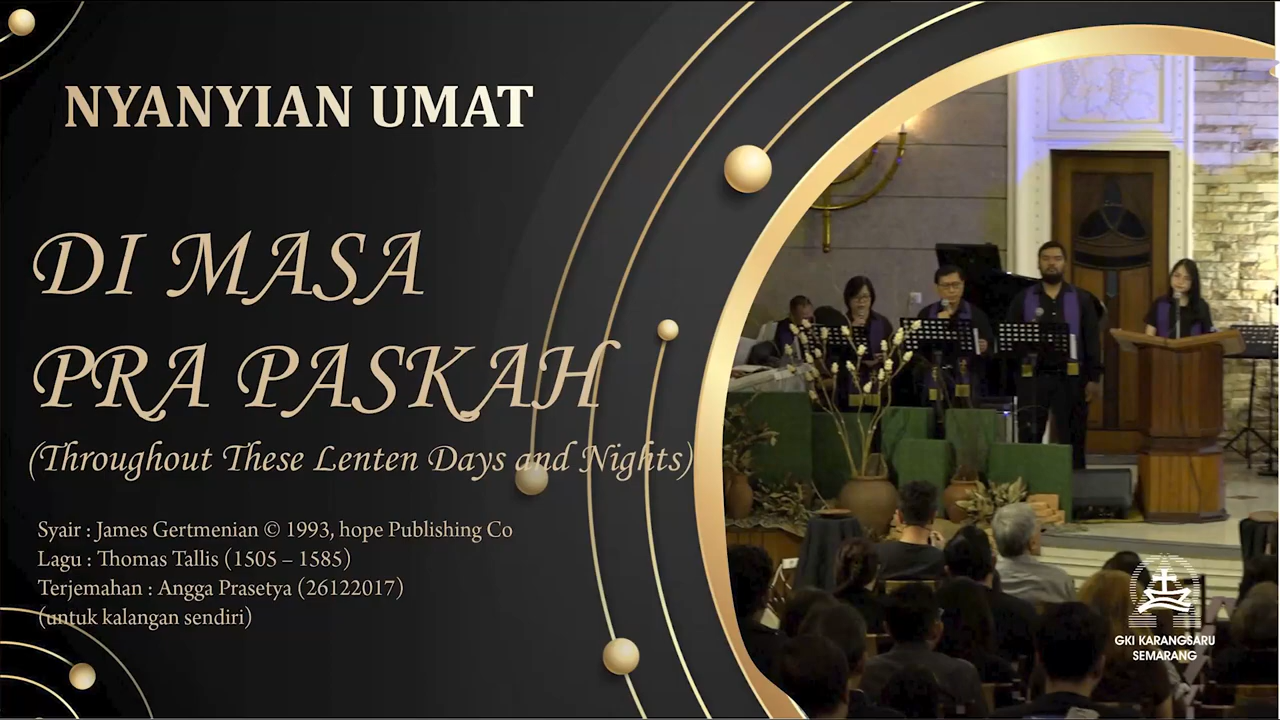 NYANYIAN UMAT
DI MASA
PRA PASKAH
(Throughout These Lenten Days and Nights)
Syair : James Gertmenian © 1993, hope Publishing Co
Lagu : Thomas Tallis (1505 – 1585)
Terjemahan : Angga Prasetya (26122017)
(untuk kalangan sendiri)
GKI KARANGSARU
SEMARANG